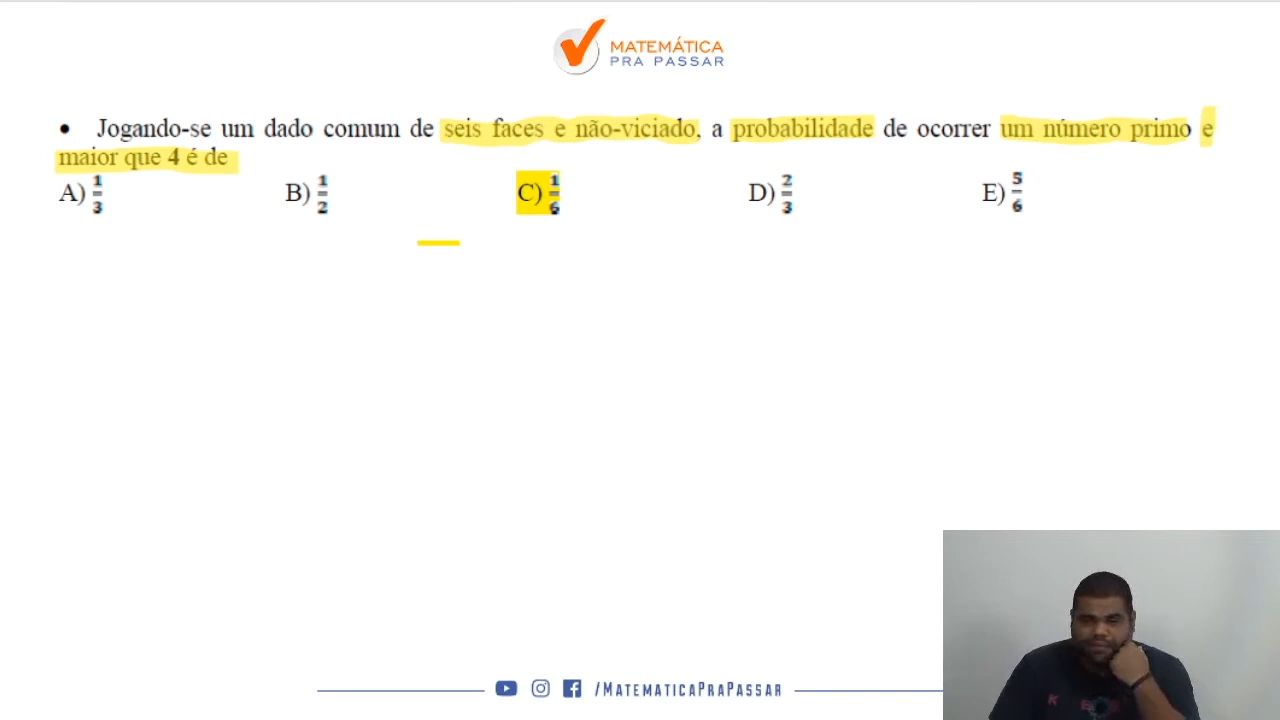 MATEMÁTICA
PRA PASSAR
• Jogando-se um dado comum de seis faces e não-viciado, a probabilidade de ocorrer um número primo e
maior que 4 é de
A) 1/3 B) 1/2 C) 1/6 D) 2/3 E) 5/6
/MATEMATICAPRAPASSAR